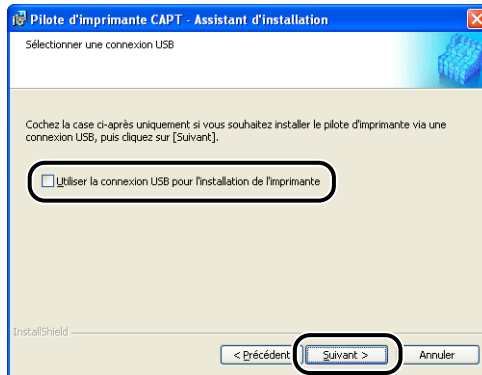 Pilote d'imprimante CAPT - Assistant d'installation
Sélectionner une connexion USB
Cochez la case ci-après uniquement si vous souhaitez installer le pilote d'imprimante via une
connexion USB, puis cliquez sur [Suivant].
Utiliser la connexion USB pour l'installation de l'imprimante
InstallShield
< Précédent Suivant > Annuler